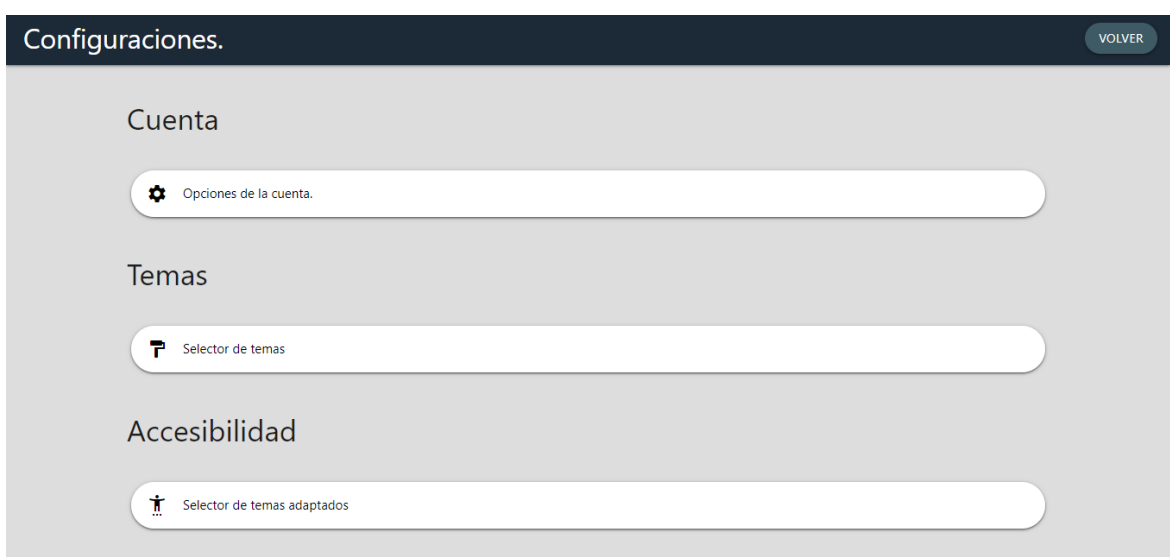 Configuraciones.
VOLVER
Cuenta
Opciones de la cuenta.
Temas
Selector de temas
Accesibilidad
Selector de temas adaptados